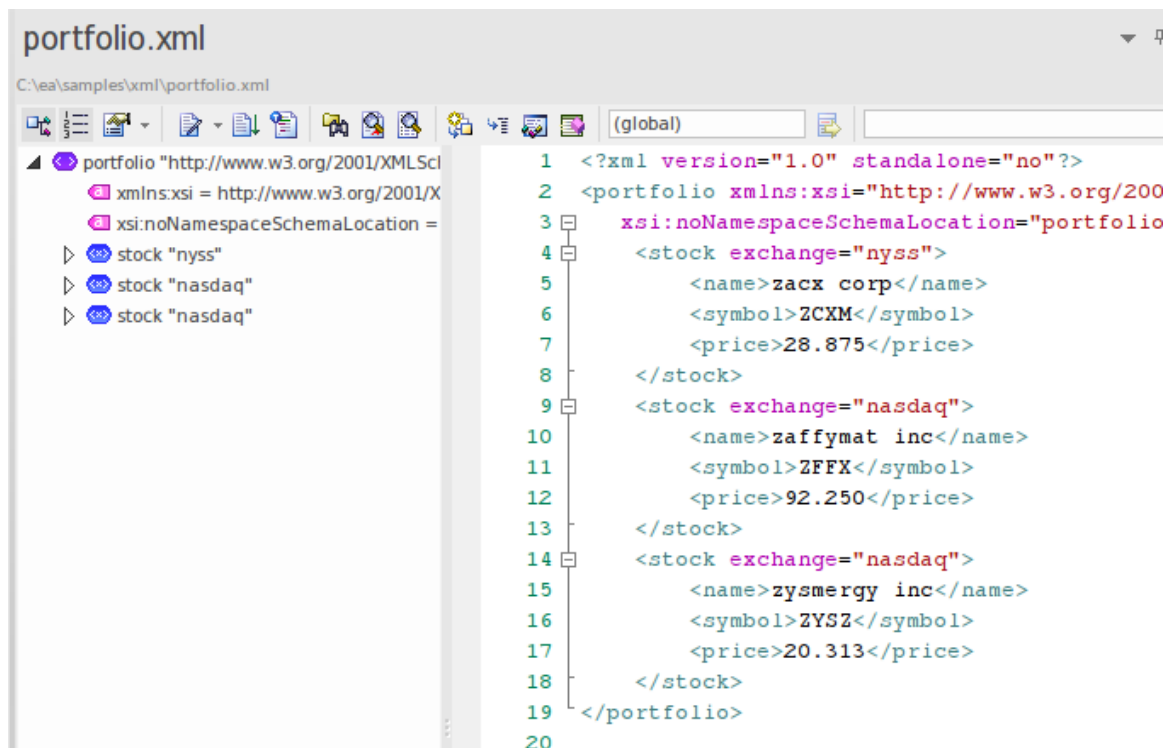 portfolio.xml
C:\ea\samples\xml\portfolio.xml
(global)
portfolio "http://www.w3.org/2001/XMLScl
xmlns:xsi = http://www.w3.org/2001/X
xsi:noNamespaceSchemaLocation =
stock "nyss"
stock "nasdaq"
stock "nasdaq"
1 <?xml version="1.0" standalone="no"?>
2 <portfolio xmlns:xsi="http://www.w3.org/200
3 xsi:noNamespaceSchemaLocation="portfolio
4 <stock exchange="nyss">
5 <name>zacx corp</name>
6 <symbol>ZCXM</symbol>
7 <price>28.875</price>
8 </stock>
9 <stock exchange="nasdaq">
10 <name>zaffymat inc</name>
11 <symbol>ZFFX</symbol>
12 <price>92.250</price>
13 </stock>
14 <stock exchange="nasdaq">
15 <name>zysmergy inc</name>
16 <symbol>ZYSZ</symbol>
17 <price>20.313</price>
18 </stock>
19 </portfolio>
20